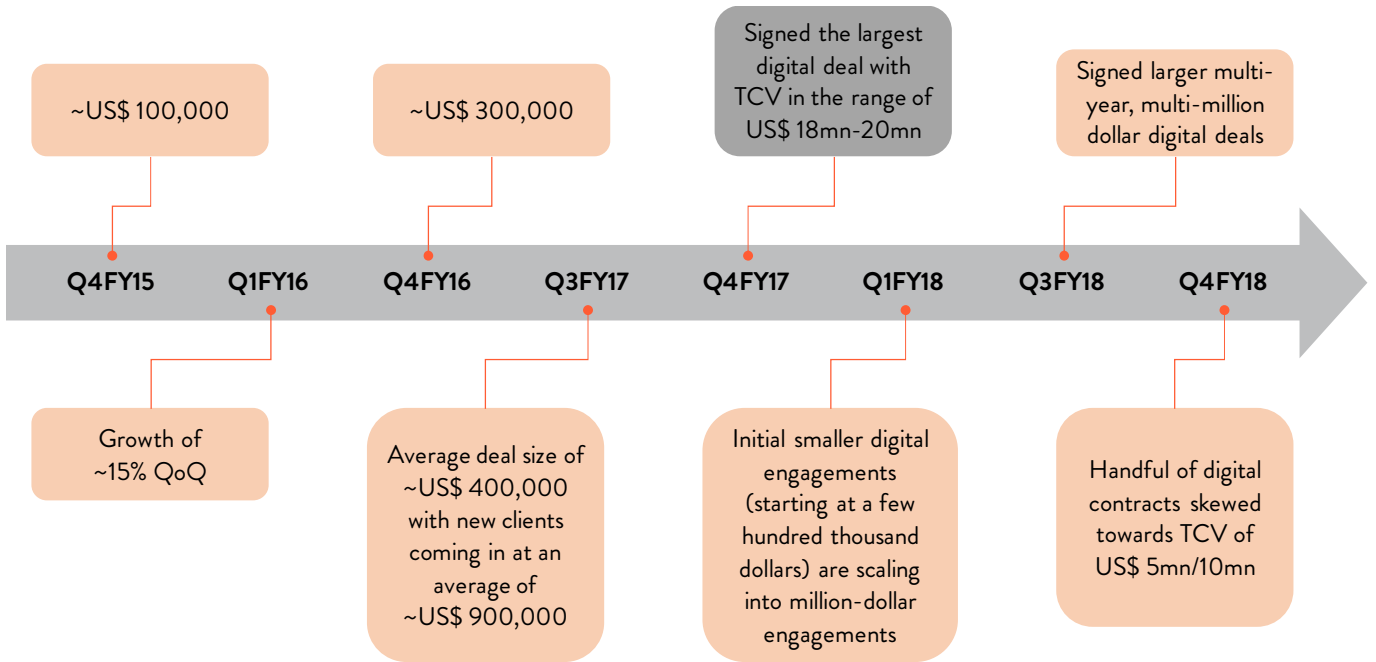 ~US$ 100,000
~US$ 300,000
Signed the largest
digital deal with
TCV in the range of
US$ 18mn-20mn
Signed larger multi-
year, multi-million
dollar digital deals
Q4FY15
Q1FY16
Q4FY16
Q3FY17
Q4FY17
Q1FY18
Q3FY18
Q4FY18
Growth of
~15% QoQ
Average deal size of
~US$ 400,000
with new clients
coming in at an
average of
~US$ 900,000
Initial smaller digital
engagements
(starting at a few
hundred thousand
dollars) are scaling
into million-dollar
engagements
Handful of digital
contracts skewed
towards TCV of
US$ 5mn/10mn